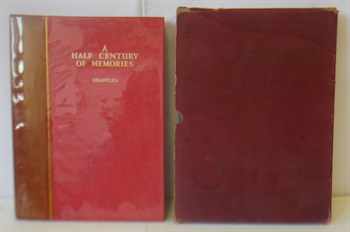 A
HALF CENTURY
OF MEMORIES
GRAPPLES